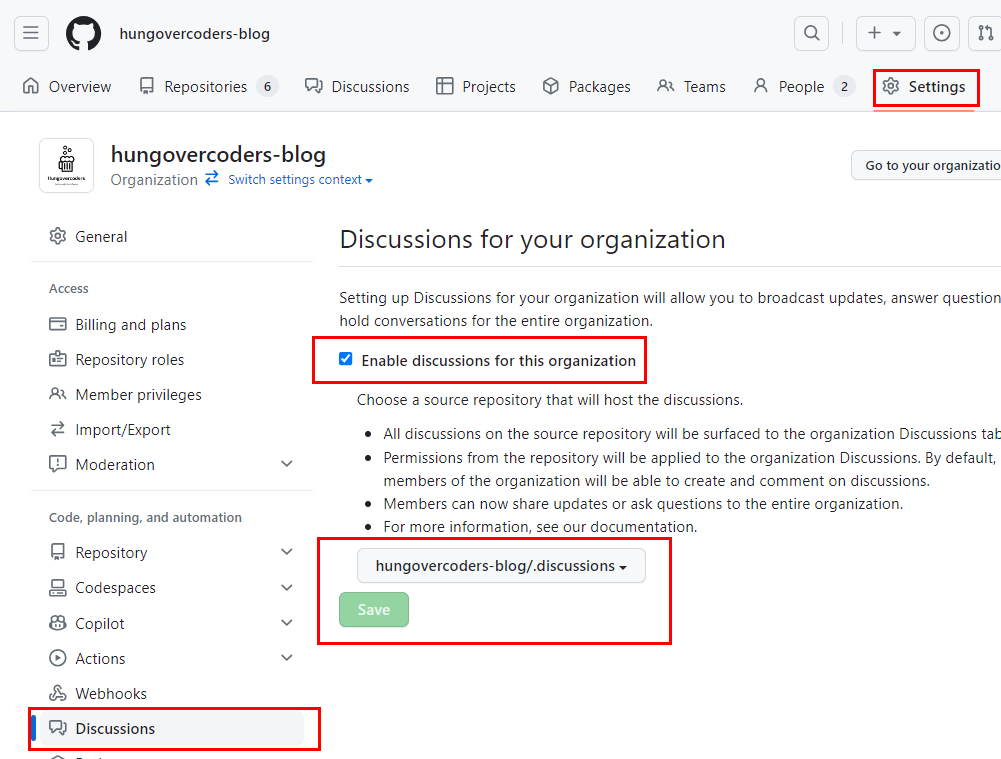 hungovercoders-blog
Overview
Repositories 6
Discussions
Projects
Packages
Teams
People 2
Settings
Hungovercoders
hungovercoders-blog
Organization Switch settings context
Go to your organizatio
General
Access
Billing and plans
Repository roles
Member privileges
Import/Export
Moderation
Code, planning, and automation
Repository
Codespaces
Copilot
Actions
Webhooks
Discussions
Discussions for your organization
Setting up Discussions for your organization will allow you to broadcast updates, answer question
hold conversations for the entire organization.
Enable discussions for this organization
Choose a source repository that will host the discussions.
All discussions on the source repository will be surfaced to the organization Discussions tab
Permissions from the repository will be applied to the organization Discussions. By default,
members of the organization will be able to create and comment on discussions.
Members can now share updates or ask questions to the entire organization.
For more information, see our documentation.
hungovercoders-blog/.discussions
Save